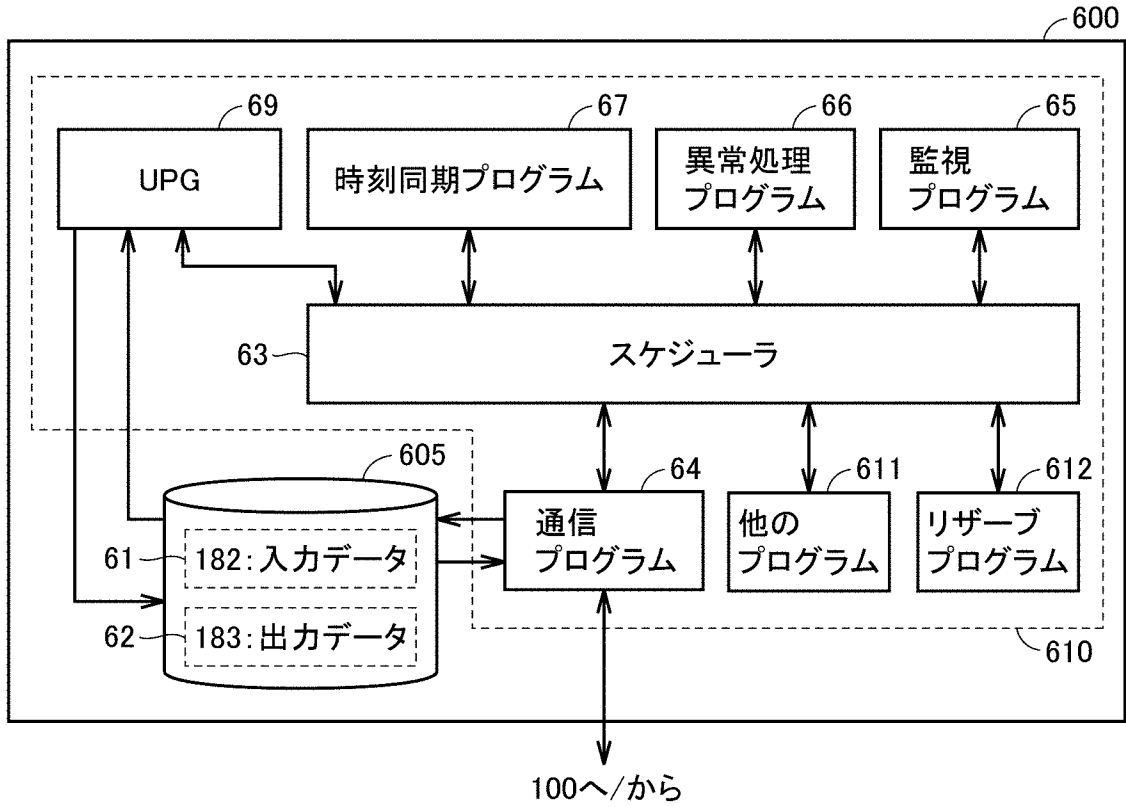 600
69
67
66
65
UPG
時刻同期プログラム
異常処理
プログラム
監視
プログラム
63
スケジューラ
605
64
611
612
通信
プログラム
他の
プログラム
リザーブ
プログラム
61
182:入力データ
62
183:出力データ
610
100へ/から